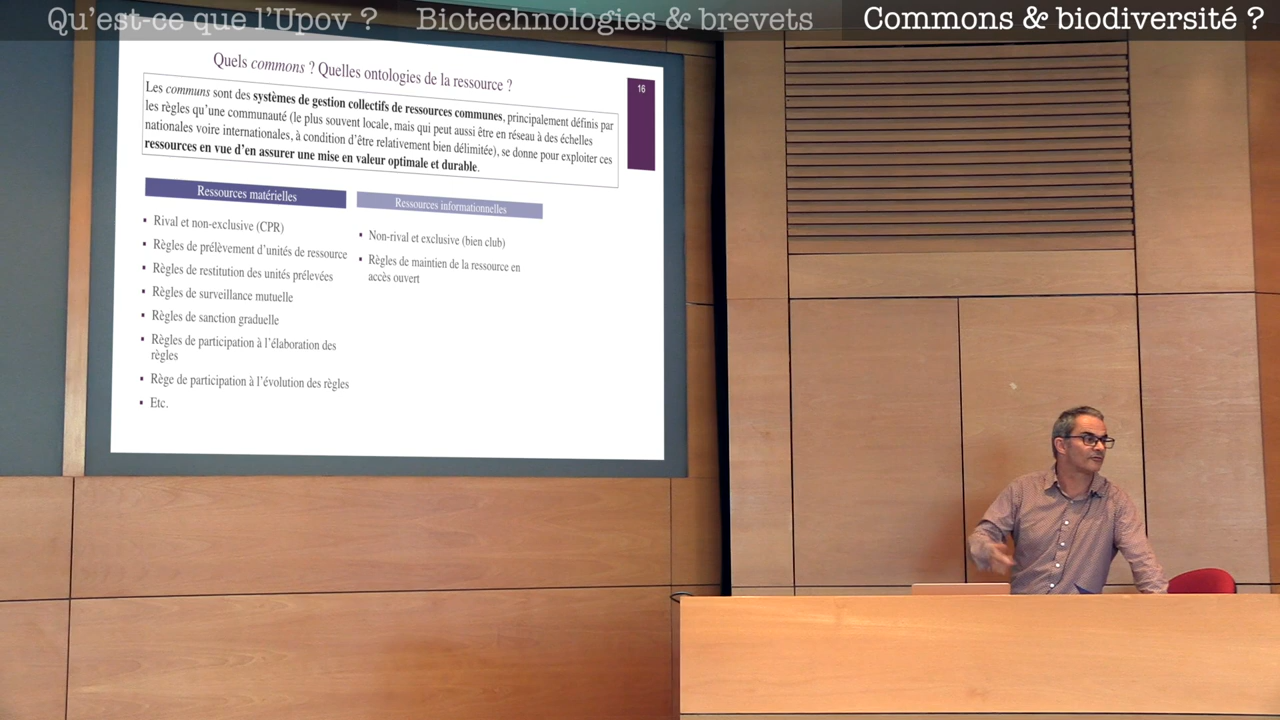 Qu'est-ce que l'Upov ? Biotechnologies & brevets Commons & biodiversité ?
Quels commons ? Quelles ontologies de la ressource ?
16
Les communs sont des systèmes de gestion collectifs de ressources communes, principalement définis par
les règles qu'une communauté (le plus souvent locale, mais qui peut aussi être en réseau à des échelles
nationales voire internationales, à condition d'être relativement bien délimitée), se donne pour exploiter ces
ressources en vue d'en assurer une mise en valeur optimale et durable.
Ressources matérielles
▪ Rival et non-exclusive (CPR)
▪ Règles de prélèvement d'unités de ressource
▪ Règles de restitution des unités prélevées
▪ Règles de surveillance mutuelle
▪ Règles de sanction graduelle
▪ Règles de participation à l'élaboration des
règles
▪ Rège de participation à l'évolution des règles
▪ Etc.
Ressources informationnelles
▪ Non-rival et exclusive (bien club)
▪ Règles de maintien de la ressource en
accès ouvert